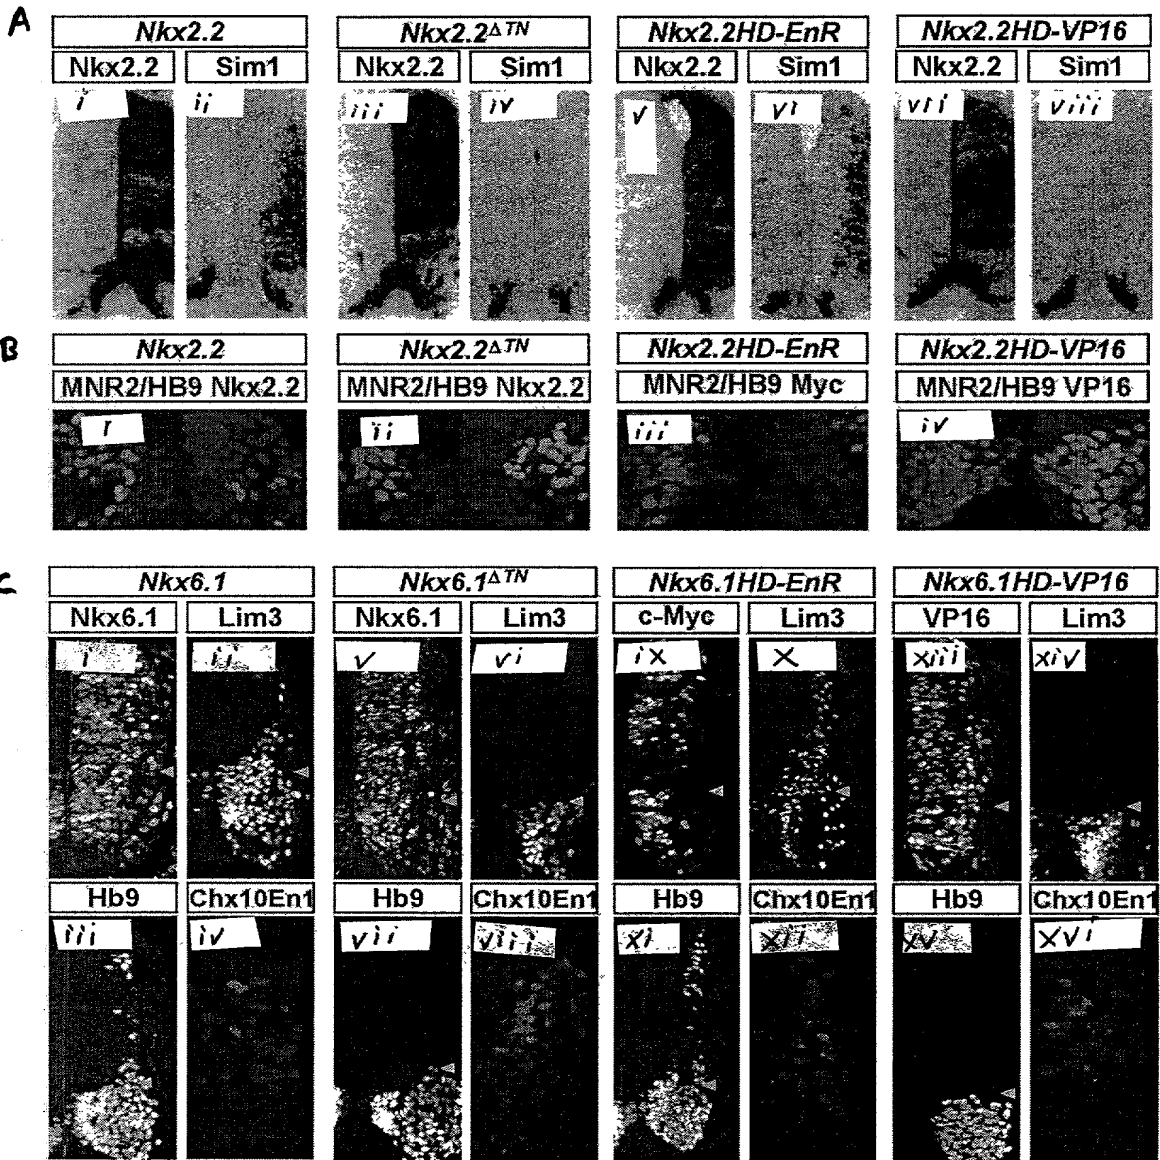 A
Nkx2.2 Nkx2.2ΔTN Nkx2.2HD-EnR Nkx2.2HD-VP16
Nkx2.2 Sim1 Nkx2.2 Sim1 Nkx2.2 Sim1 Nkx2.2 Sim1
i ii iii iv v vi vii viii
B
Nkx2.2 Nkx2.2ΔTN Nkx2.2HD-EnR Nkx2.2HD-VP16
MNR2/HB9 Nkx2.2 MNR2/HB9 Nkx2.2 MNR2/HB9 Myc MNR2/HB9 VP16
i ii iii iv
C
Nkx6.1 Nkx6.1ΔTN Nkx6.1HD-EnR Nkx6.1HD-VP16
Nkx6.1 Lim3 Nkx6.1 Lim3 c-Myc Lim3 VP16 Lim3
i ii v vi ix x xiii xiv
Hb9 Chx10En1 Hb9 Chx10En1 Hb9 Chx10En1 Hb9 Chx10En1
iii iv vii viii xi xii xv xvi